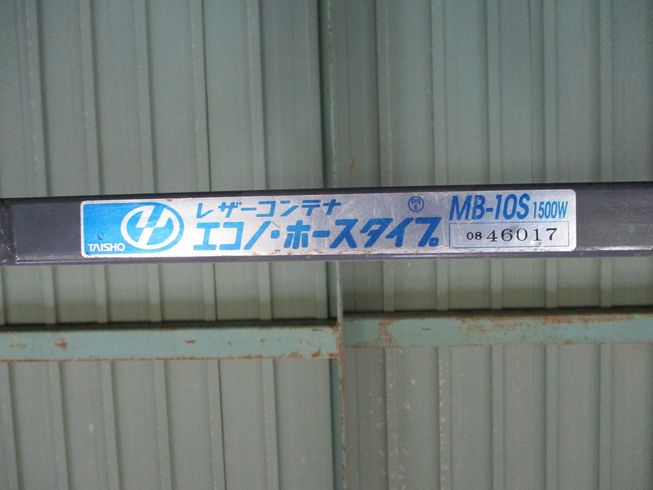 TAISHO
レザーコンテナ
エコノ・ホースタイプ
MB-10S 1500W
08 46017